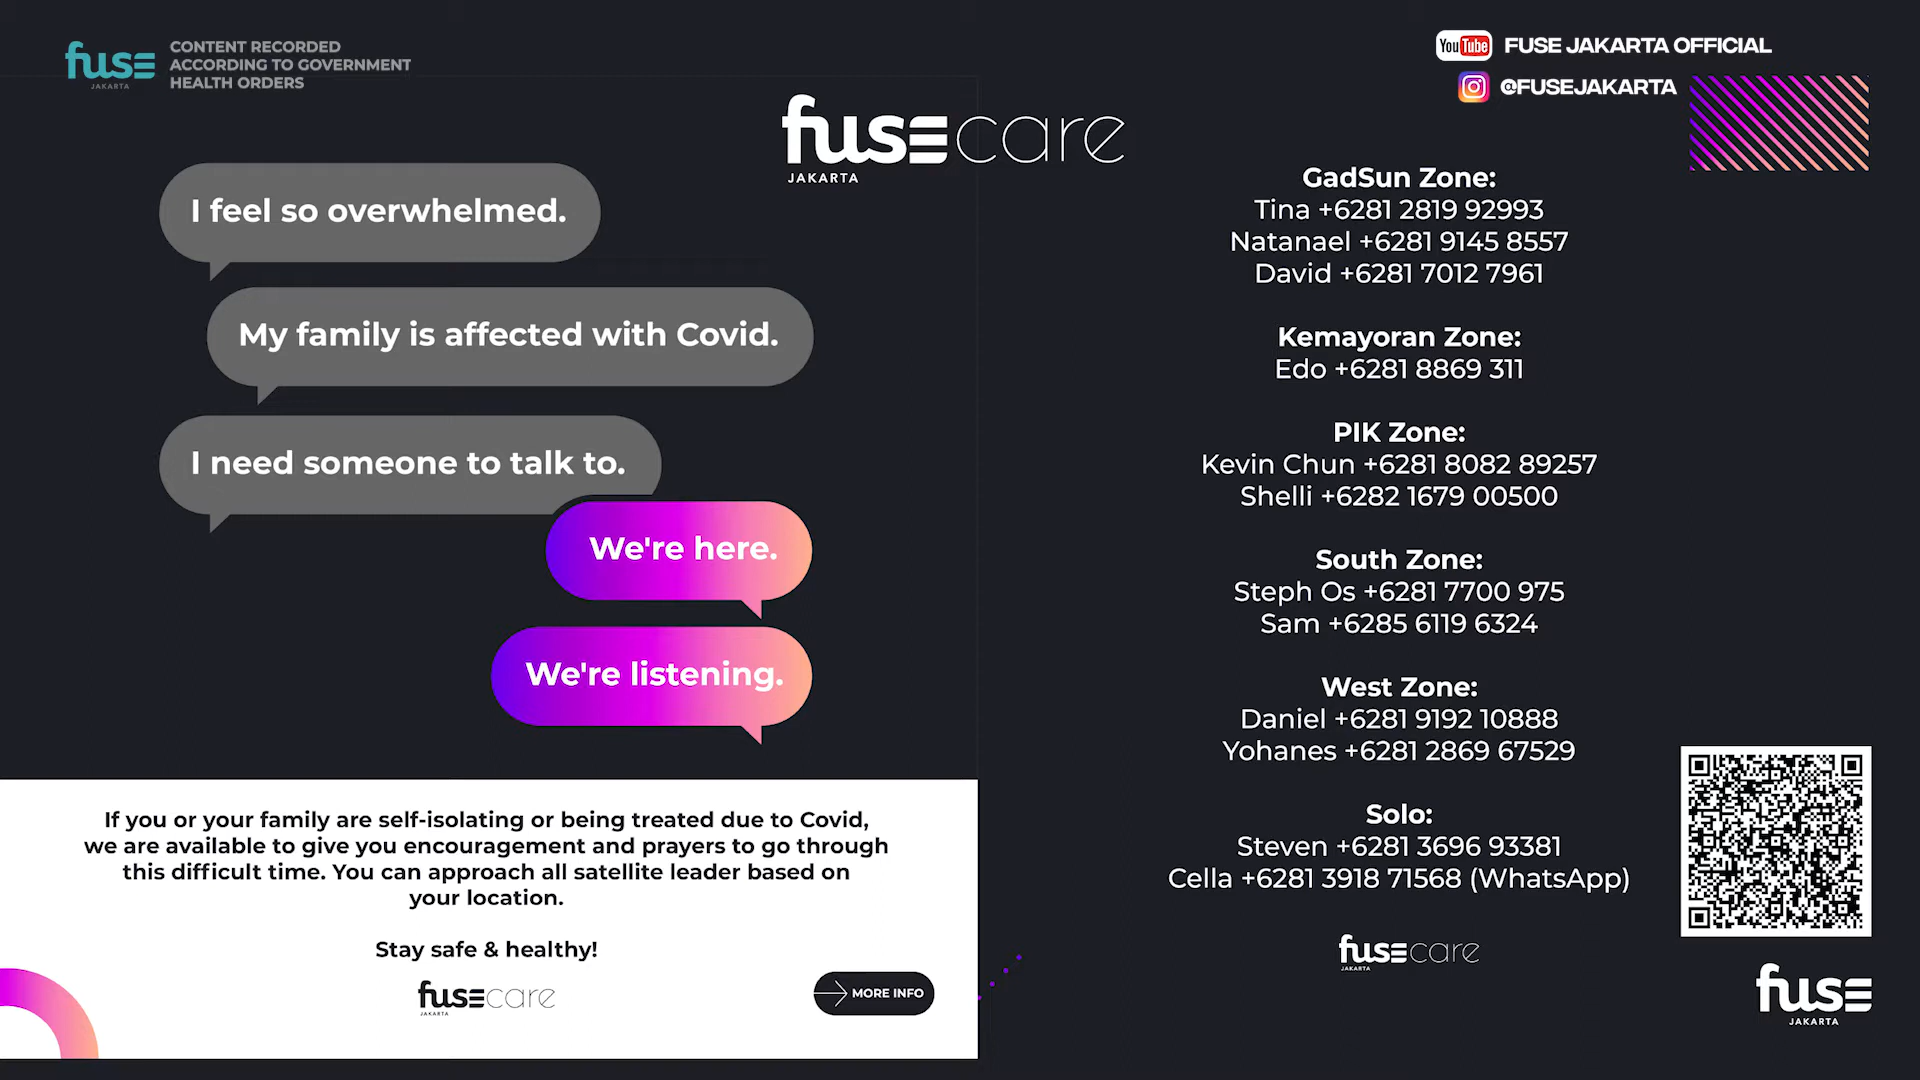 fuse
JAKARTA
CONTENT RECORDED
ACCORDING TO GOVERNMENT
HEALTH ORDERS
YouTube FUSE JAKARTA OFFICIAL
@FUSEJAKARTA
fusecare
JAKARTA
I feel so overwhelmed.
My family is affected with Covid.
I need someone to talk to.
We're here.
We're listening.
If you or your family are self-isolating or being treated due to Covid,
we are available to give you encouragement and prayers to go through
this difficult time. You can approach all satellite leader based on
your location.
Stay safe & healthy!
fusecare
JAKARTA
MORE INFO
GadSun Zone:
Tina +6281 2819 92993
Natanael +6281 9145 8557
David +6281 7012 7961
Kemayoran Zone:
Edo +6281 8869 311
PIK Zone:
Kevin Chun +6281 8082 89257
Shelli +6282 1679 00500
South Zone:
Steph Os +6281 7700 975
Sam +6285 6119 6324
West Zone:
Daniel +6281 9192 10888
Yohanes +6281 2869 67529
Solo:
Steven +6281 3696 93381
Cella +6281 3918 71568 (WhatsApp)
fusecare
JAKARTA
fuse
JAKARTA